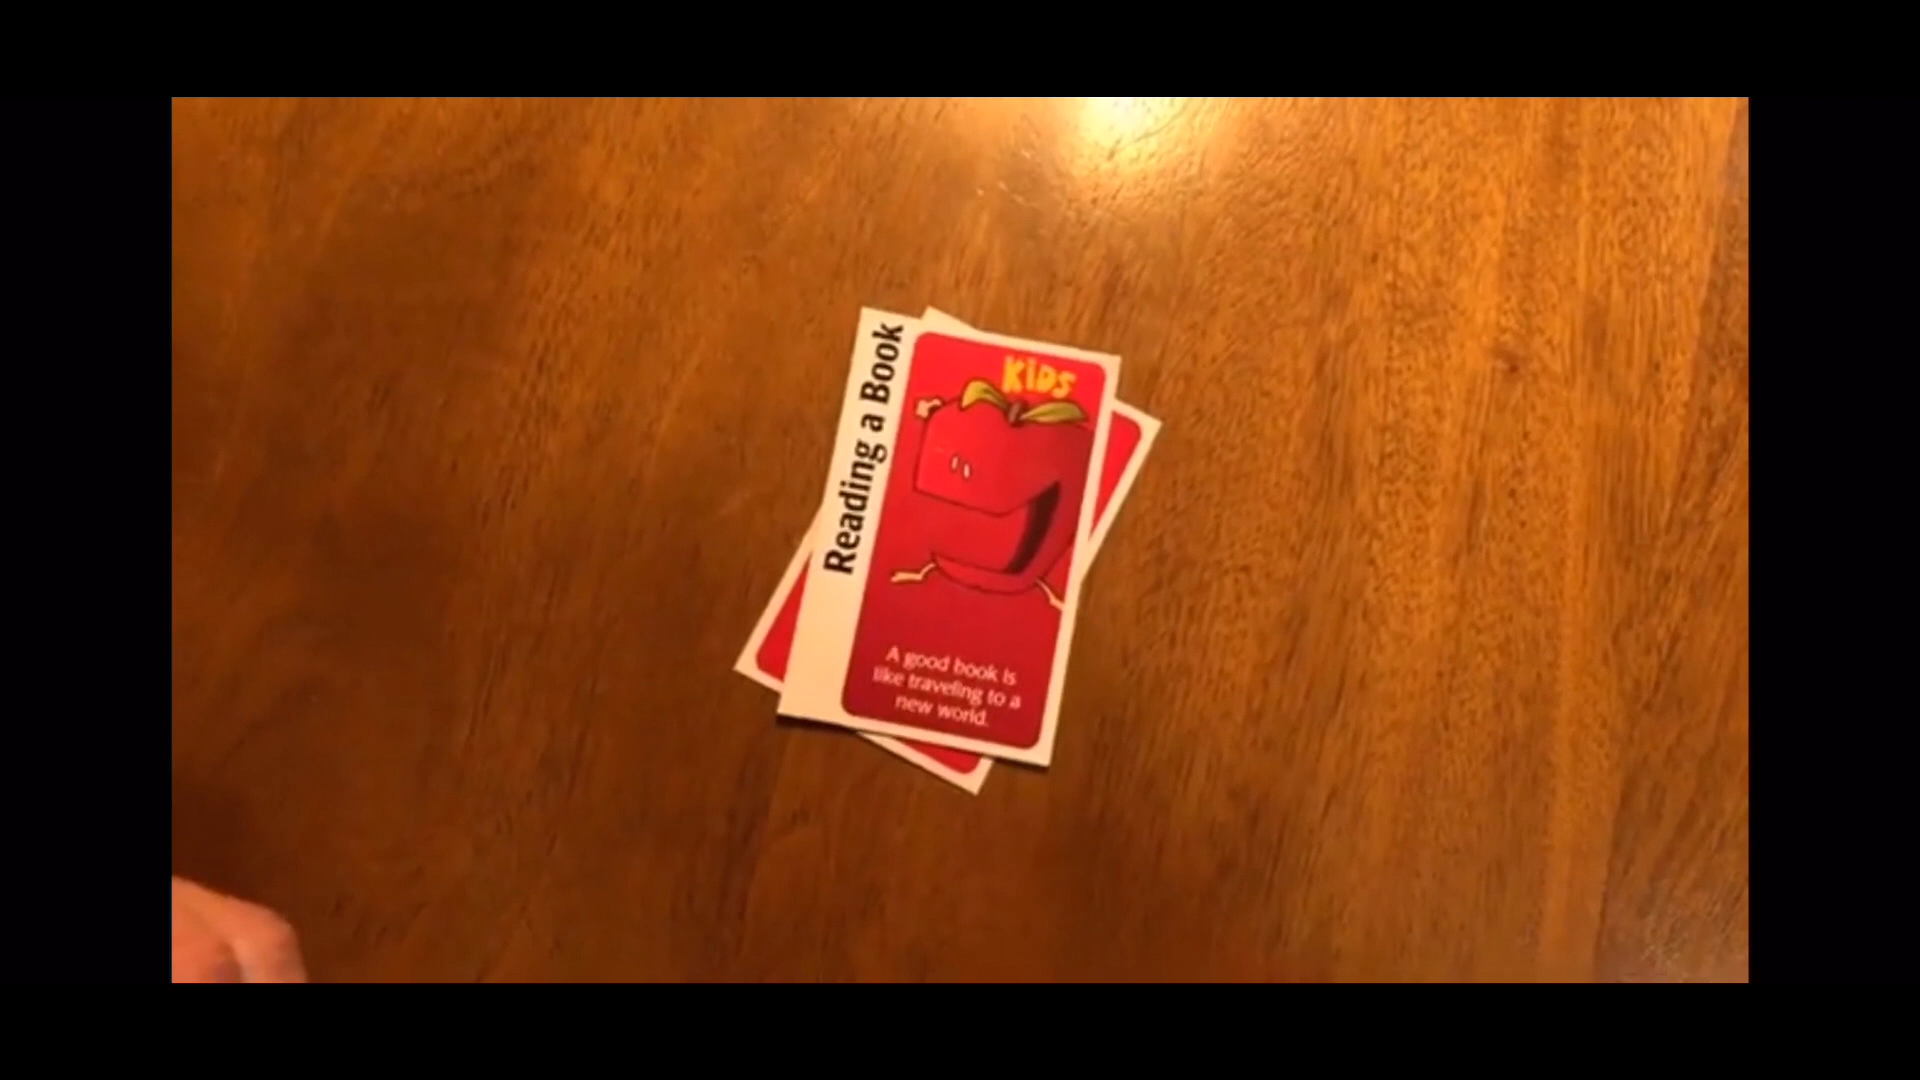 Reading a Book
KIDS
A good book is
like traveling to a
new world.